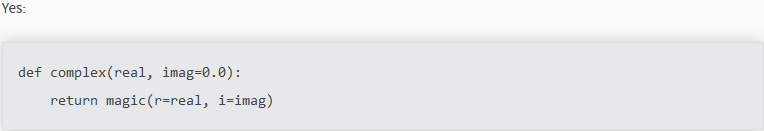 Yes:
def complex(real, imag=0.0):
    return magic(r=real, i=imag)